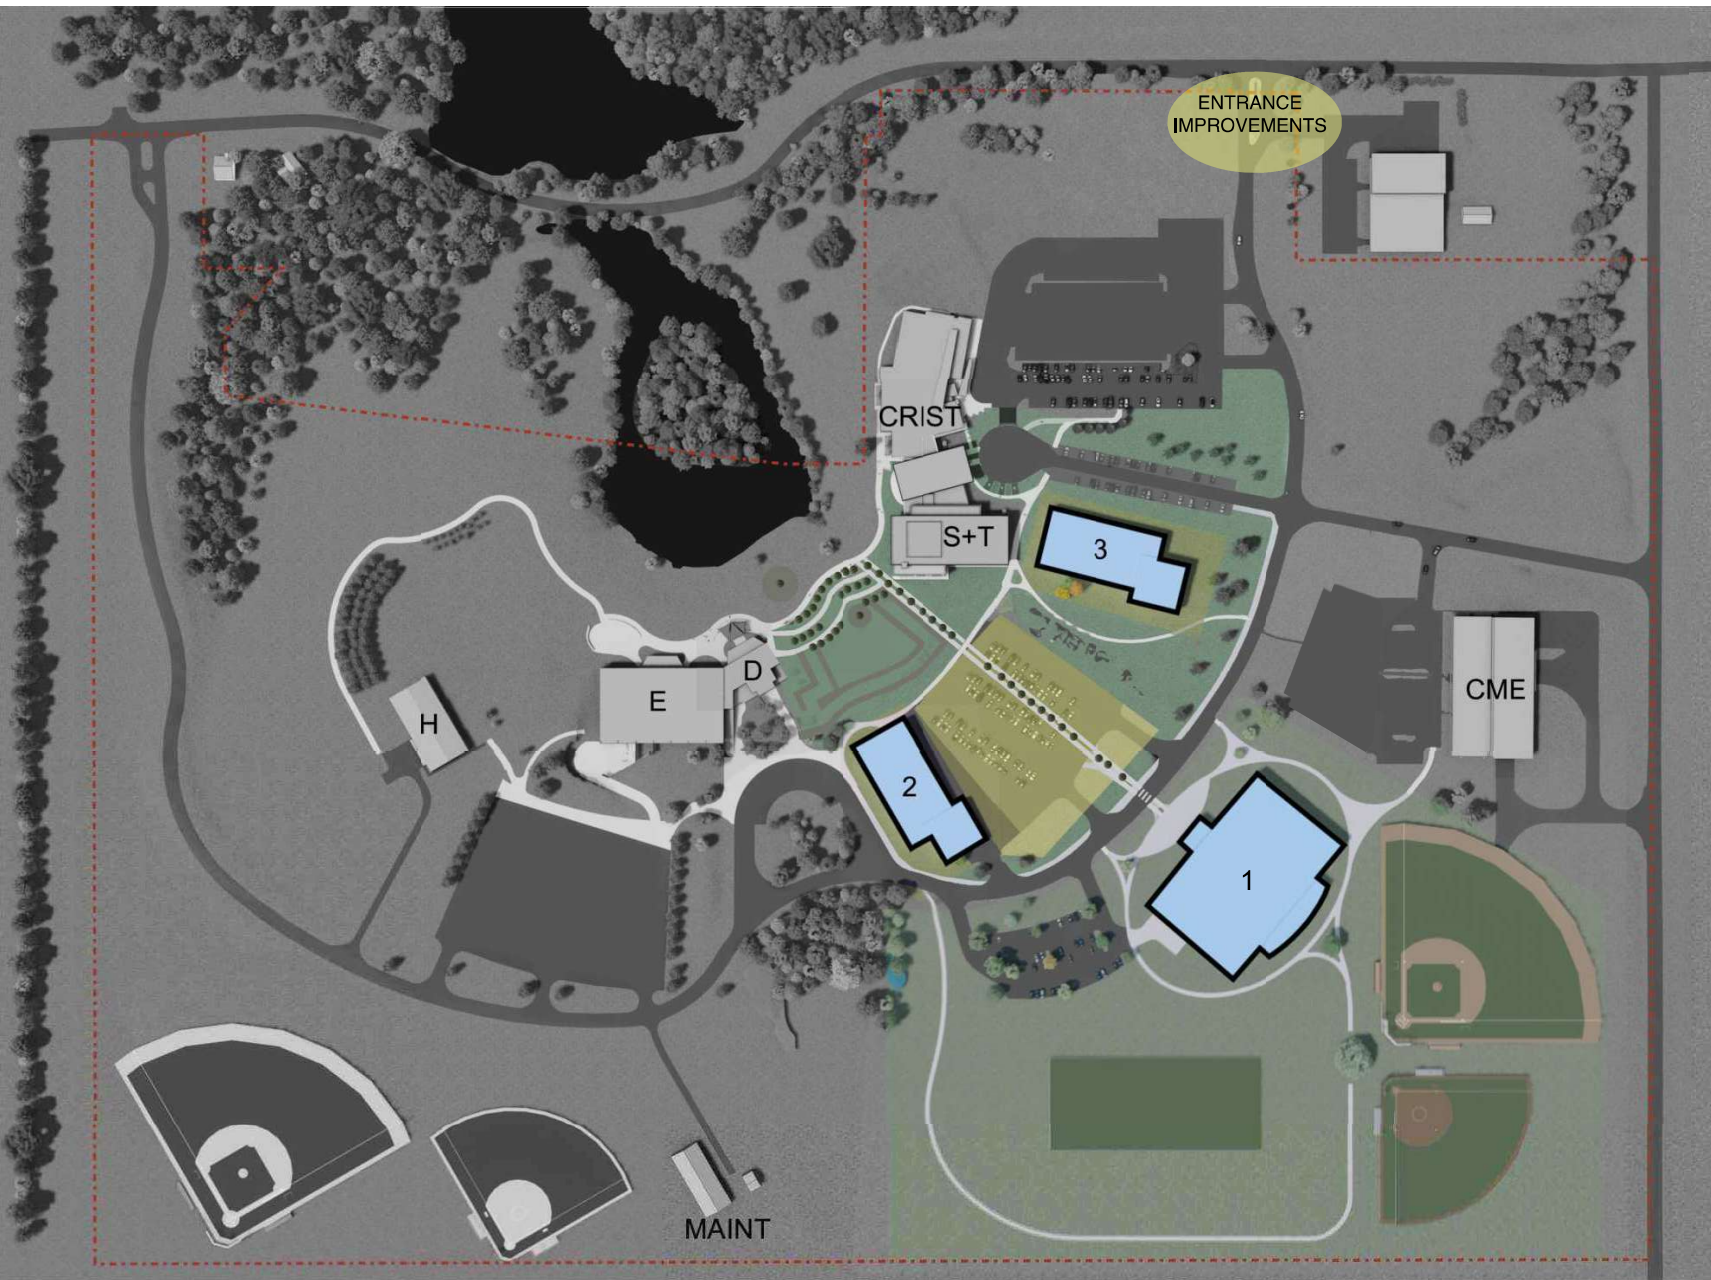 ENTRANCE
IMPROVEMENTS
CRIST
S+T
3
D
E
H
CME
2
1
MAINT